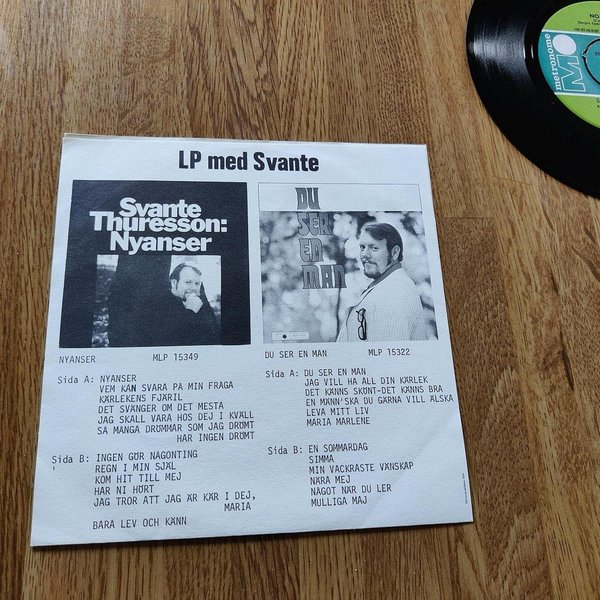 LP med Svante
Svante
Thuresson:
Nyanser
DU
SER
EN
MAN
NYANSER MLP 15349
Sida A: NYANSER
VEM KAN SVARA PÅ MIN FRÅGA
KÄRLEKENS FJÄRIL
DET SVÄNGER OM DET MESTA
JAG SKALL VARA HOS DEJ I KVÄLL
SÅ MÅNGA DRÖMMAR SOM JAG DRÖMT
HAR INGEN DRÖMT
Sida B: INGEN GÖR NÅGONTING
REGN I MIN SJÄL
KOM HIT TILL MEJ
HAR NI HÖRT
JAG TROR ATT JAG ÄR KÄR I DEJ,
MARIA
BARA LEV OCH KÄNN
DU SER EN MAN MLP 15322
Sida A: DU SER EN MAN
JAG VILL HA ALL DIN KÄRLEK
DET KÄNNS SKÖNT-DET KÄNNS BRA
EN MÄNN'SKA DU GÄRNA VILL ÄLSKA
LEVA MITT LIV
MARIA MARLENE
Sida B: EN SOMMARDAG
SIMMA
MIN VACKRASTE VÄNSKAP
NÄRA MEJ
NÅGOT NÄR DU LER
MULLIGA MAJ
NO
metronome